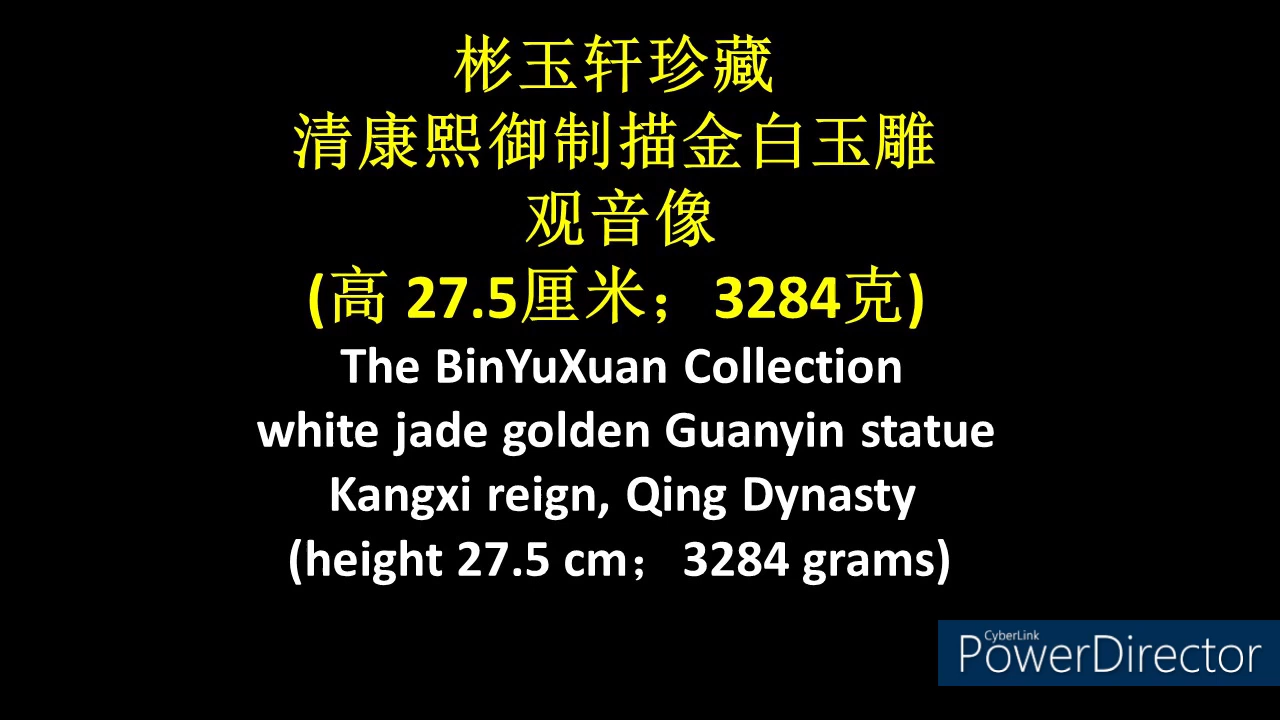 彬玉轩珍藏
清康熙御制描金白玉雕
观音像
(高 27.5厘米；3284克)
The BinYuXuan Collection
white jade golden Guanyin statue
Kangxi reign, Qing Dynasty
(height 27.5 cm；3284 grams)
CyberLink
PowerDirector